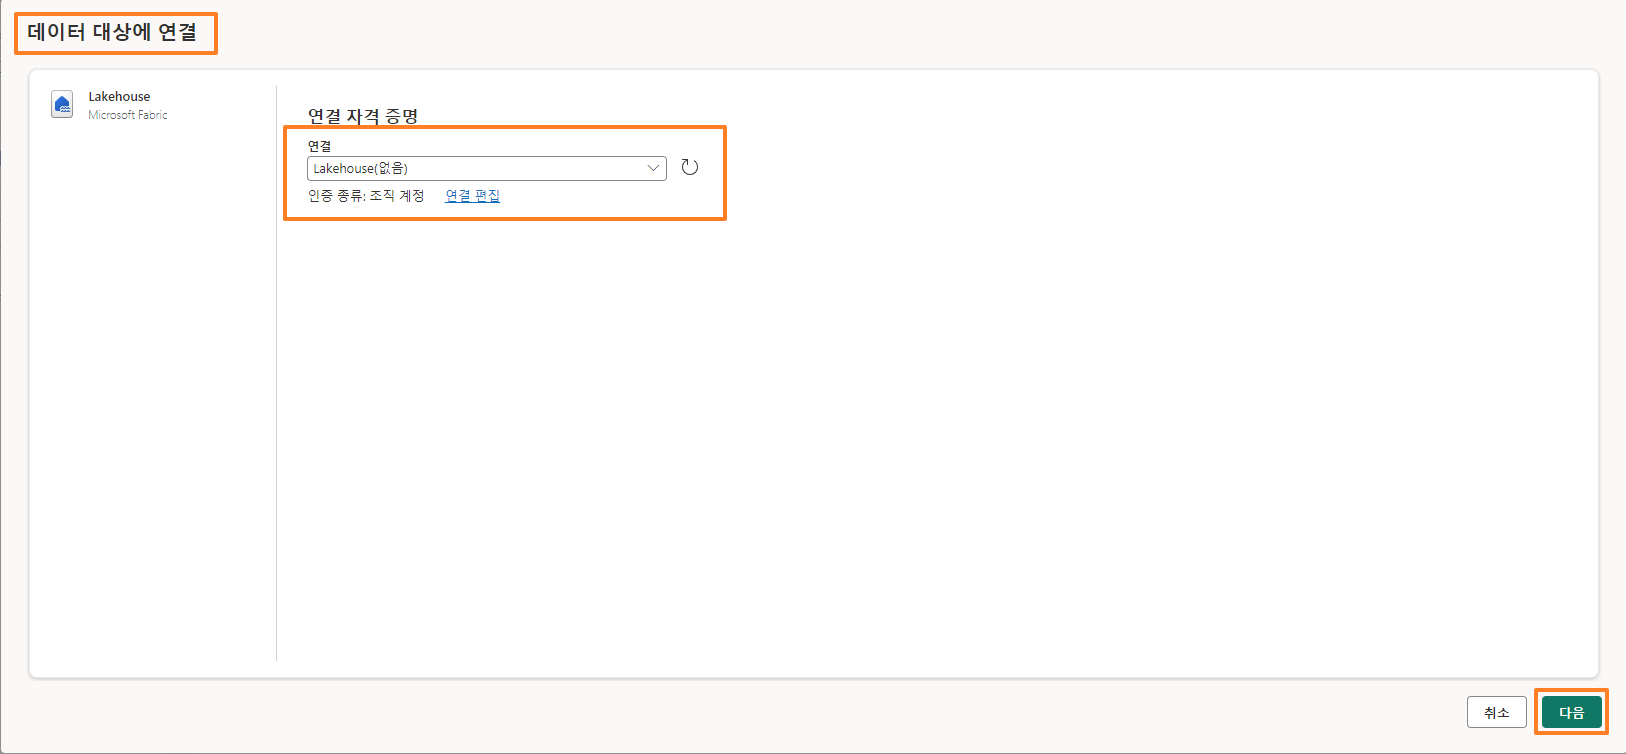 데이터 대상에 연결
Lakehouse
Microsoft Fabric
연결 자격 증명
연결
Lakehouse(없음)
인증 종류: 조직 계정 연결 편집
취소 다음